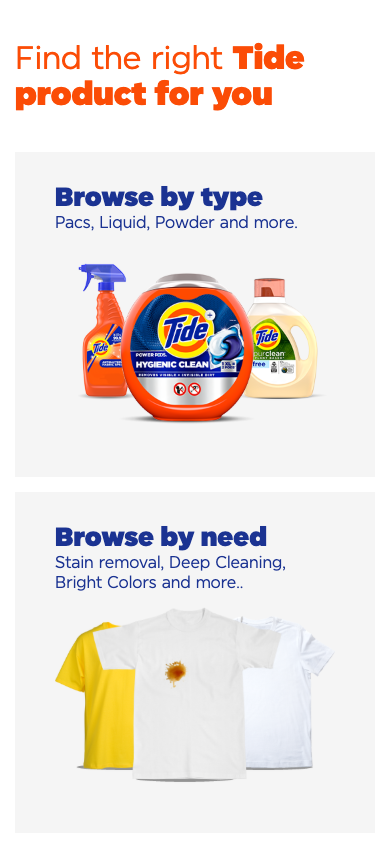 Find the right Tide
product for you
Browse by type
Pacs, Liquid, Powder and more.
Tide
Tide
Tide
POWER PODS
HYGIENIC CLEAN
purclean
free
Browse by need
Stain removal, Deep Cleaning,
Bright Colors and more..